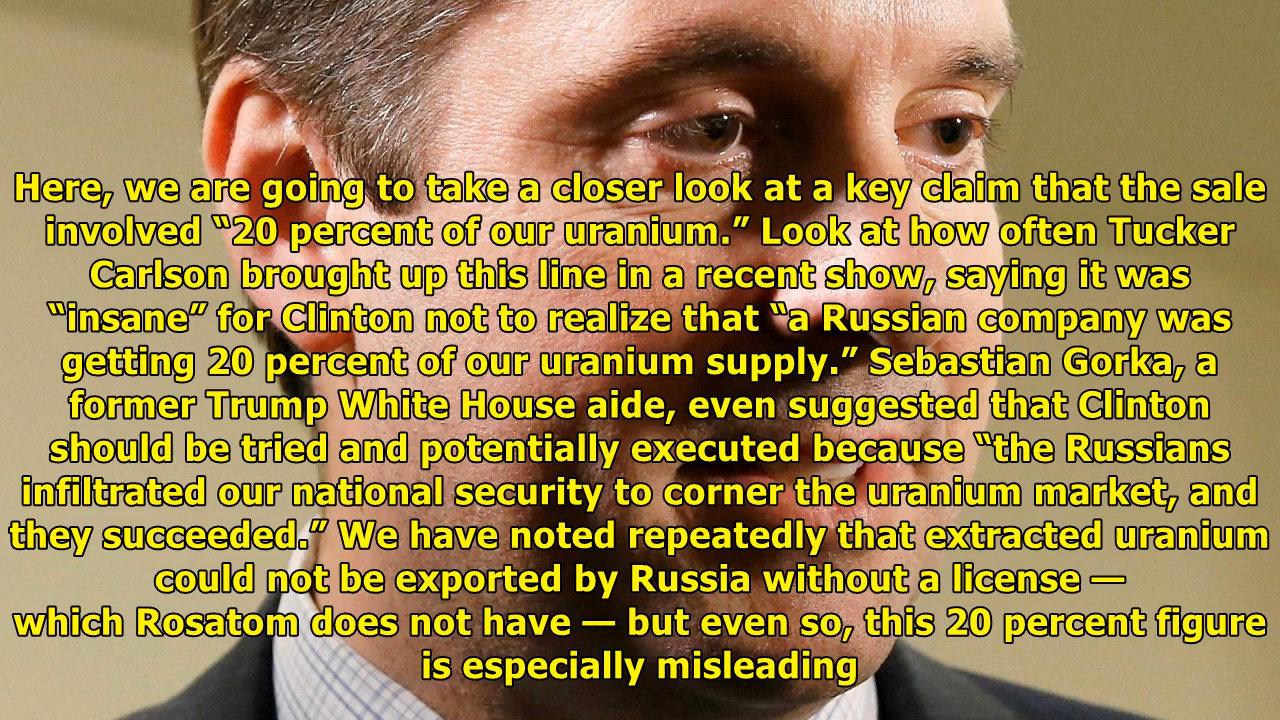 Here, we are going to take a closer look at a key claim that the sale
involved “20 percent of our uranium.” Look at how often Tucker
Carlson brought up this line in a recent show, saying it was
“insane” for Clinton not to realize that “a Russian company was
getting 20 percent of our uranium supply.” Sebastian Gorka, a
former Trump White House aide, even suggested that Clinton
should be tried and potentially executed because “the Russians
infiltrated our national security to corner the uranium market, and
they succeeded.” We have noted repeatedly that extracted uranium
could not be exported by Russia without a license —
which Rosatom does not have — but even so, this 20 percent figure
is especially misleading